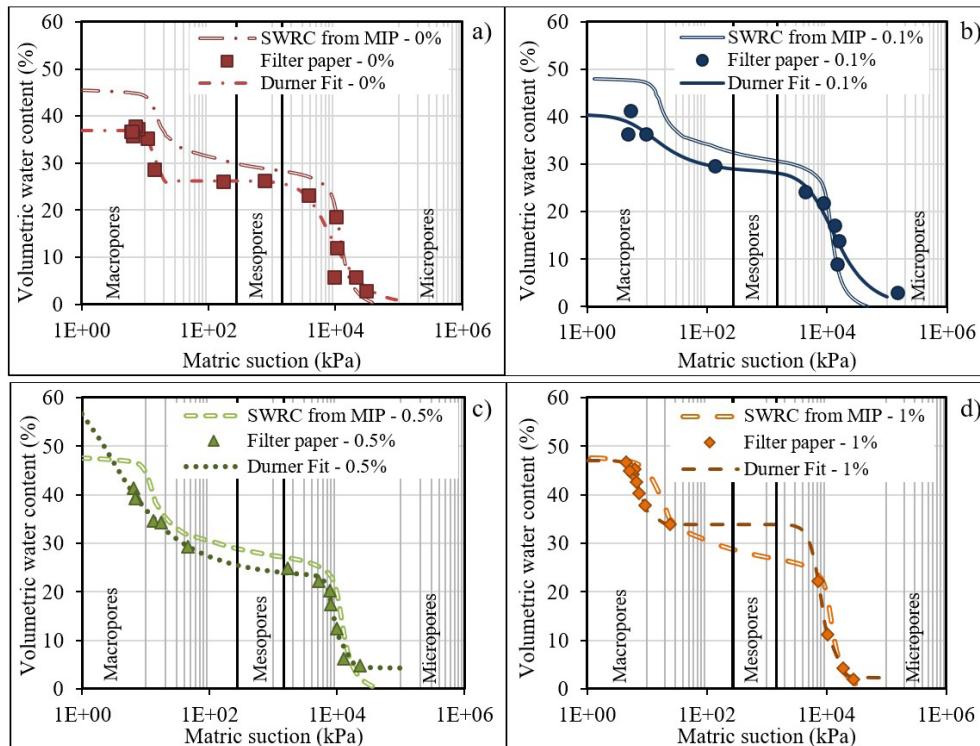 a)
SWRC from MIP - 0%
Filter paper - 0%
Durner Fit - 0%
Volumetric water content (%)
60
50
40
30
20
10
0
Macropores
Mesopores
Micropores
1E+00 1E+02 1E+04 1E+06
Matric suction (kPa)
b)
SWRC from MIP - 0.1%
Filter paper - 0.1%
Durner Fit - 0.1%
Volumetric water content (%)
60
50
40
30
20
10
0
Macropores
Mesopores
Micropores
1E+00 1E+02 1E+04 1E+06
Matric suction (kPa)
c)
SWRC from MIP - 0.5%
Filter paper - 0.5%
Durner Fit - 0.5%
Volumetric water content (%)
60
50
40
30
20
10
0
Macropores
Mesopores
Micropores
1E+00 1E+02 1E+04 1E+06
Matric suction (kPa)
d)
SWRC from MIP - 1%
Filter paper - 1%
Durner Fit - 1%
Volumetric water content (%)
60
50
40
30
20
10
0
Macropores
Mesopores
Micropores
1E+00 1E+02 1E+04 1E+06
Matric suction (kPa)